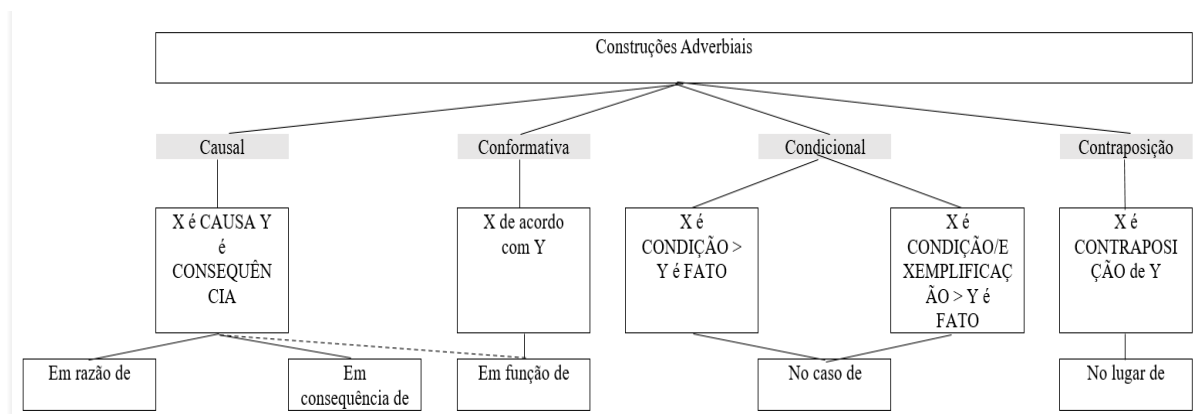 Construções Adverbiais
Causal
Conformativa
Condicional
Contraposição
X é CAUSA Y
é
CONSEQUÊN
CIA
X de acordo
com Y
X é
CONDIÇÃO >
Y é FATO
X é
CONDIÇÃO/E
XEMPLIFICAÇ
ÃO > Y é
FATO
X é
CONTRAPOSI
ÇÃO de Y
Em razão de
Em
consequência de
Em função de
No caso de
No lugar de